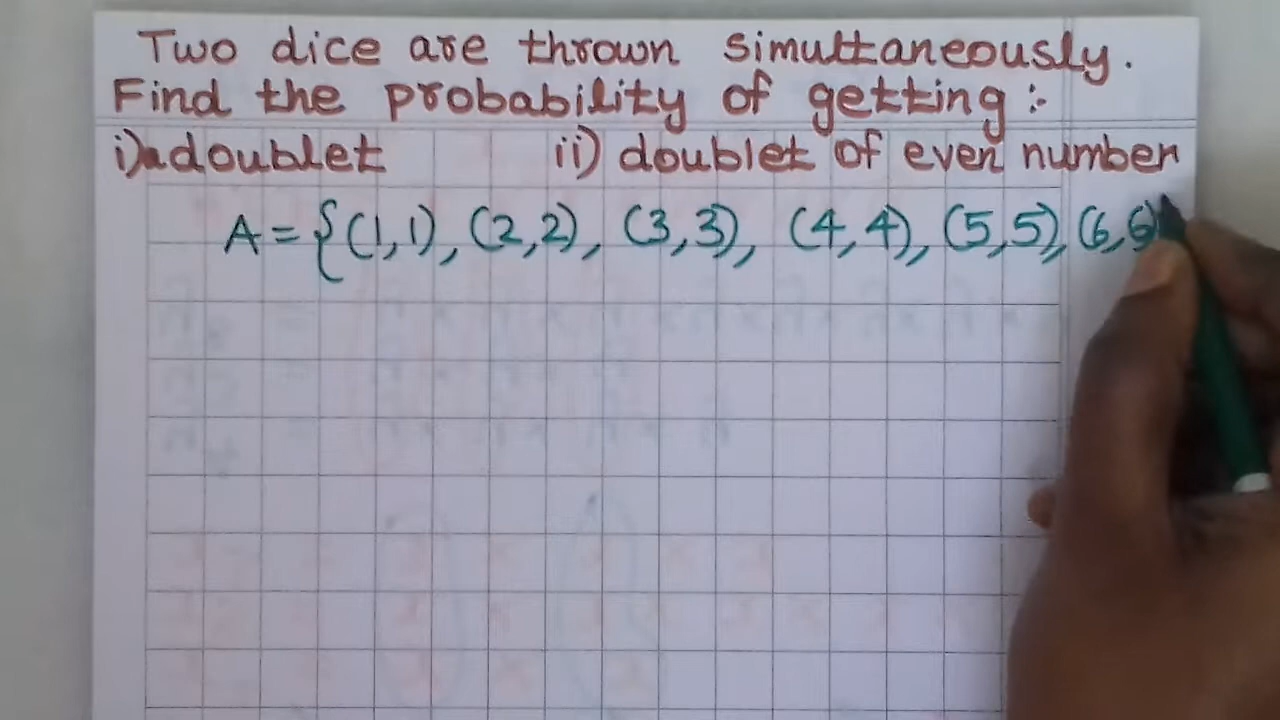 Two dice are thrown simultaneously.
Find the probability of getting :-
i) a doublet ii) doublet of even number
A = {(1,1), (2,2), (3,3), (4,4), (5,5), (6,6)